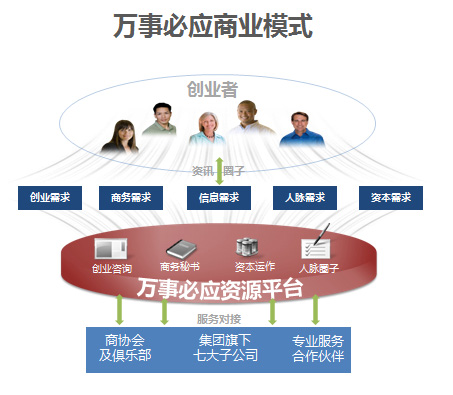 万事必应商业模式
创业者
资讯 圈子
创业需求 商务需求 信息需求 人脉需求 资本需求
创业咨询 商务秘书 资本运作 人脉圈子
万事必应资源平台
服务对接
商协会 集团旗下 专业服务
及俱乐部 七大子公司 合作伙伴